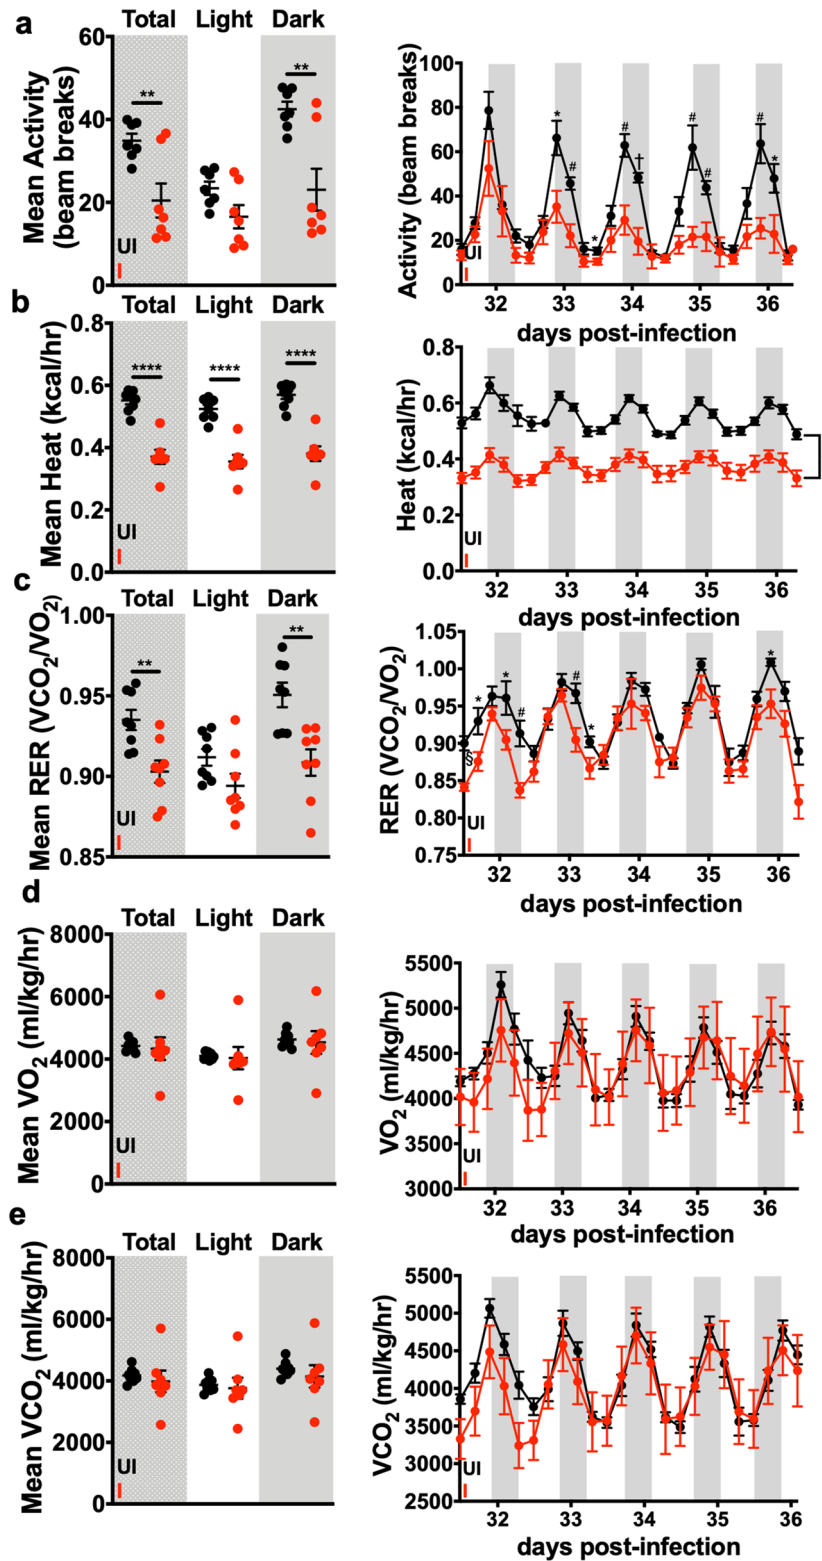 a
Total Light Dark
Mean Activity
(beam breaks)
60
40
20
0
**
**
UI
Activity (beam breaks)
100
80
60
40
20
0
* # * # † # # # *
UI
32 33 34 35 36
days post-infection
b
Total Light Dark
Mean Heat (kcal/hr)
0.8
0.6
0.4
0.2
0.0
**** **** ****
UI
Heat (kcal/hr)
0.8
0.6
0.4
0.2
0.0
UI
32 33 34 35 36
days post-infection
c
Total Light Dark
Mean RER (VCO2/VO2)
1.00
0.95
0.90
0.85
**
**
UI
RER (VCO2/VO2)
1.05
1.00
0.95
0.90
0.85
0.80
0.75
§ * * # # * *
UI
32 33 34 35 36
days post-infection
d
Total Light Dark
Mean VO2 (ml/kg/hr)
8000
6000
4000
2000
0
UI
VO2 (ml/kg/hr)
5500
5000
4500
4000
3500
3000
UI
32 33 34 35 36
days post-infection
e
Total Light Dark
Mean VCO2 (ml/kg/hr)
8000
6000
4000
2000
0
UI
VCO2 (ml/kg/hr)
5500
5000
4500
4000
3500
3000
2500
UI
32 33 34 35 36
days post-infection